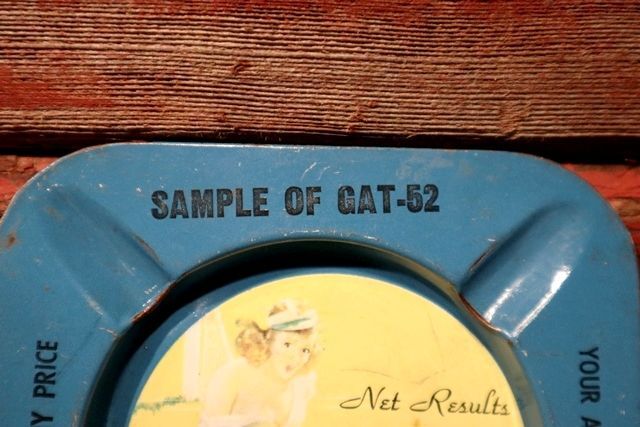 SAMPLE OF GAT-52
Y PRICE
Net Results
YOUR A